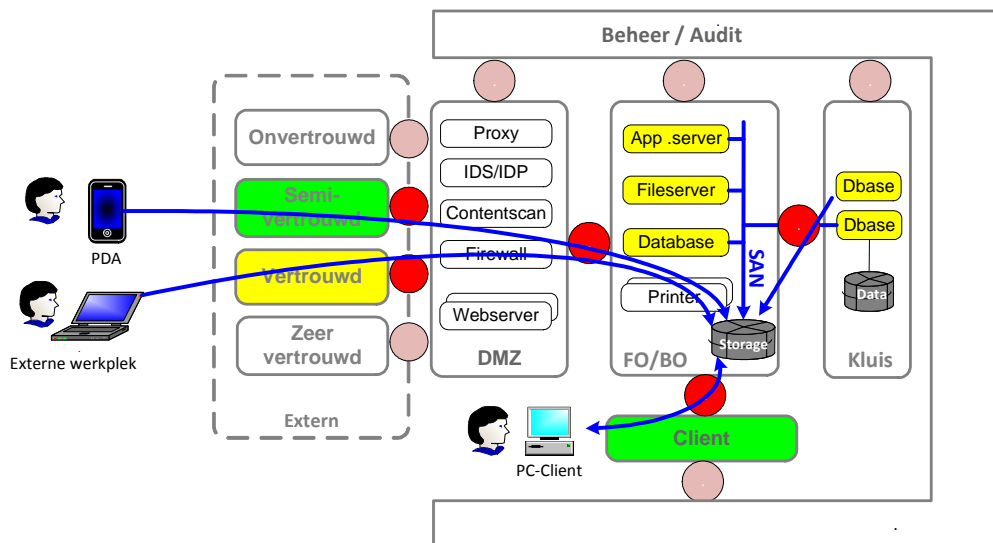 Beheer / Audit
Onvertrouwd
Semi-
vertrouwd
Vertrouwd
Zeer
vertrouwd
Extern
PDA
Externe werkplek
Proxy
IDS/IDP
Contentscan
Firewall
Webserver
DMZ
App .server
Fileserver
Database
Printer
SAN
Storage
FO/BO
Dbase
Dbase
Data
Kluis
Client
PC-Client